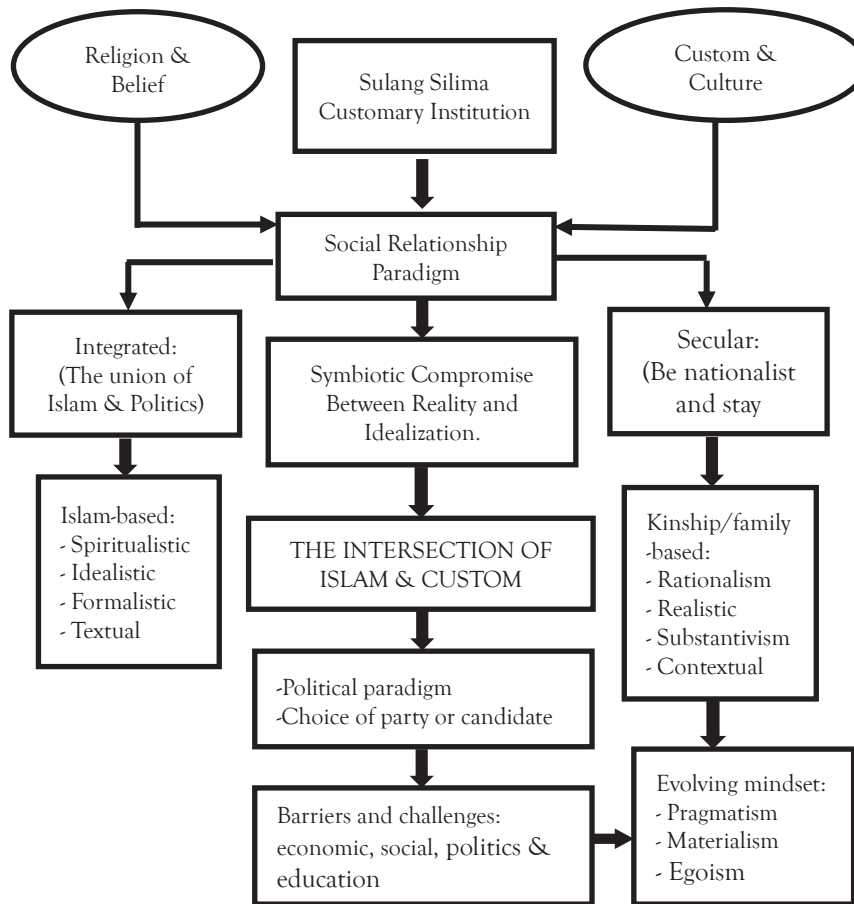 Religion &
Belief
Sulang Silima
Customary Institution
Custom &
Culture
Social Relationship
Paradigm
Integrated:
(The union of
Islam & Politics)
Symbiotic Compromise
Between Reality and
Idealization.
Secular:
(Be nationalist
and stay
Islam-based:
- Spiritualistic
- Idealistic
- Formalistic
- Textual
THE INTERSECTION OF
ISLAM & CUSTOM
Kinship/family
-based:
- Rationalism
- Realistic
- Substantivism
- Contextual
-Political paradigm
-Choice of party or candidate
Barriers and challenges:
economic, social, politics &
education
Evolving mindset:
- Pragmatism
- Materialism
- Egoism